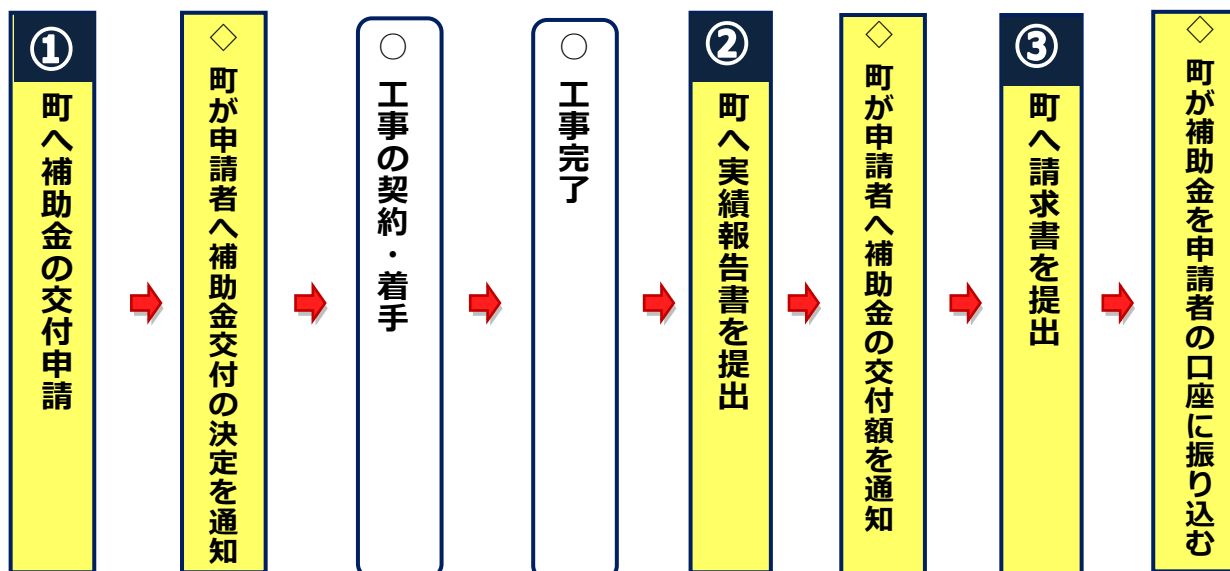 ①
町へ補助金の交付申請
◇
町が申請者へ補助金交付の決定を通知
○
工事の契約・着手
○
工事完了
②
町へ実績報告書を提出
◇
町が申請者へ補助金の交付額を通知
③
町へ請求書を提出
◇
町が補助金を申請者の口座に振り込む